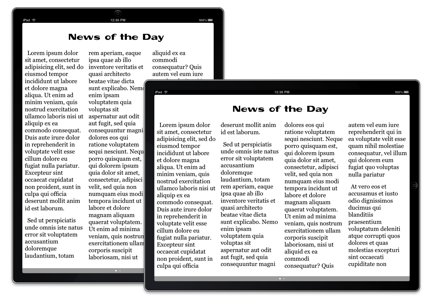 iPad
12:36 PM
News of the Day
Lorem ipsum dolor
sit amet, consectetur
adipisicing elit, sed do
eiusmod tempor
incididunt ut labore
et dolore magna
aliqua. Ut enim ad
minim veniam, quis
nostrud exercitation
ullamco laboris nisi ut
aliquip ex ea
commodo consequat.
Duis aute irure dolor
in reprehenderit in
voluptate velit esse
cillum dolore eu
fugiat nulla pariatur.
Excepteur sint
occaecat cupidatat
non proident, sunt in
culpa qui officia
deserunt mollit anim
id est laborum.
Sed ut perspiciatis
unde omnis iste natus
error sit voluptatem
accusantium
doloremque
laudantium, totam
rem aperiam, eaque
ipsa quae ab illo
inventore veritatis et
quasi architecto
beatae vitae dicta
sunt explicabo. Nemo
enim ipsam
voluptatem quia
voluptas sit
aspernatur aut odit
aut fugit, sed quia
consequuntur magni
dolores eos qui
ratione voluptatem
sequi nesciunt. Neque
porro quisquam est,
qui dolorem ipsum
quia dolor sit amet,
consectetur, adipisci
velit, sed quia non
numquam eius modi
tempora incidunt ut
labore et dolore
magnam aliquam
quaerat voluptatem.
Ut enim ad minima
veniam, quis nostrum
exercitationem ullam
corporis suscipit
laboriosam, nisi ut
aliquid ex ea
commodi
consequatur? Quis
autem vel eum iure
iPad
12:36 PM
News of the Day
Lorem ipsum dolor
sit amet, consectetur
adipisicing elit, sed do
eiusmod tempor
incididunt ut labore
et dolore magna
aliqua. Ut enim ad
minim veniam, quis
nostrud exercitation
ullamco laboris nisi ut
aliquip ex ea
commodo consequat.
Duis aute irure dolor
in reprehenderit in
voluptate velit esse
cillum dolore eu
fugiat nulla pariatur.
Excepteur sint
occaecat cupidatat
non proident, sunt in
culpa qui officia
deserunt mollit anim
id est laborum.
Sed ut perspiciatis
unde omnis iste natus
error sit voluptatem
accusantium doloremque
laudantium, totam
rem aperiam, eaque
ipsa quae ab illo
inventore veritatis et
quasi architecto
beatae vitae dicta
sunt explicabo. Nemo
enim ipsam
voluptatem quia
voluptas sit
aspernatur aut odit
aut fugit, sed quia
consequuntur magni
dolores eos qui
ratione voluptatem
sequi nesciunt. Neque
porro quisquam est,
qui dolorem ipsum
quia dolor sit amet,
consectetur, adipisci
velit, sed quia non
numquam eius modi
tempora incidunt ut
labore et dolore
magnam aliquam
quaerat voluptatem.
Ut enim ad minima
veniam, quis nostrum
exercitationem ullam
corporis suscipit
laboriosam, nisi ut
aliquid ex ea
commodi
consequatur? Quis
autem vel eum iure
reprehenderit qui in
ea voluptate velit esse
quam nihil molestiae
consequatur, vel illum
qui dolorem eum
fugiat quo voluptas
nulla pariatur
At vero eos et
accusamus et iusto
odio dignissimos
ducimus qui
blanditiis
praesentium
voluptatum deleniti
atque corrupti quos
dolores et quas
molestias excepturi
sint occaecati
cupiditate non